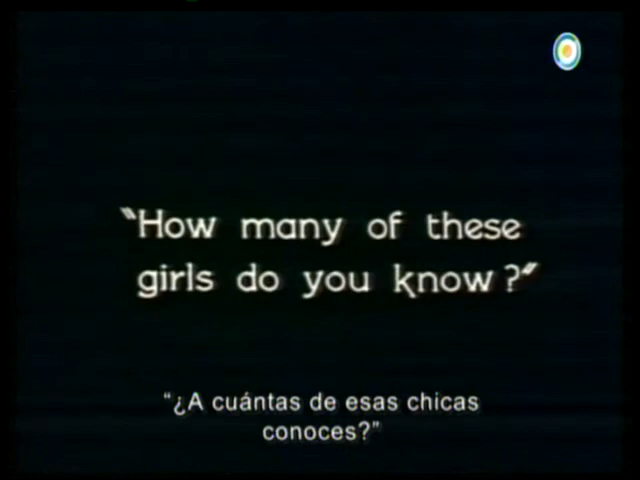 "How many of these
girls do you know?"
"¿A cuántas de esas chicas
conoces?"